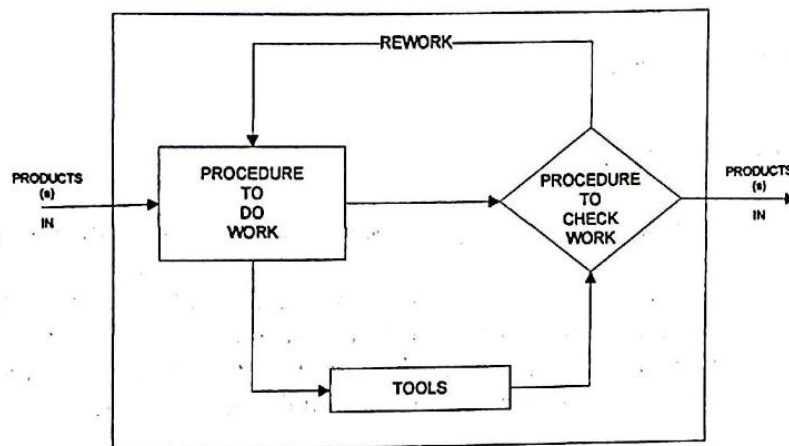 REWORK
PRODUCTS
(s)
IN
PROCEDURE
TO
DO
WORK
PROCEDURE
TO
CHECK
WORK
PRODUCTS
(s)
IN
TOOLS